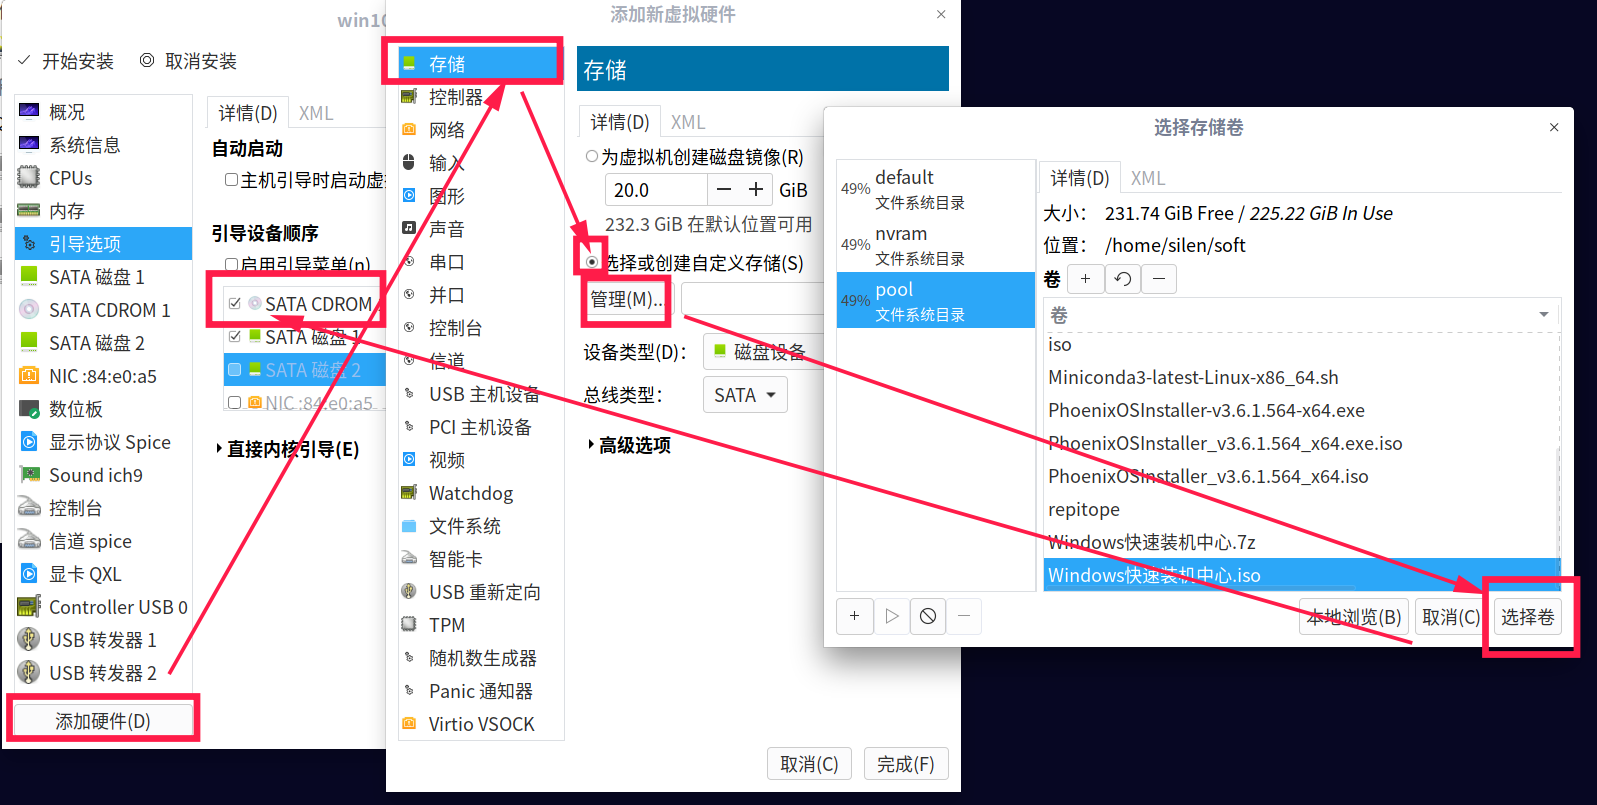 win10
开始安装
取消安装
概况
系统信息
CPUs
内存
引导选项
SATA 磁盘 1
SATA CDROM 1
SATA 磁盘 2
NIC :84:e0:a5
数位板
显示协议 Spice
Sound ich9
控制台
信道 spice
显卡 QXL
Controller USB 0
USB 转发器 1
USB 转发器 2
添加硬件(D)
详情(D)
XML
自动启动
主机引导时启动虚
引导设备顺序
启用引导菜单(n)
SATA CDROM
SATA 磁盘 1
SATA 磁盘 2
NIC :84:e0:a5
直接内核引导(E)
添加新虚拟硬件
存储
控制器
网络
输入
图形
声音
串口
并口
控制台
信道
USB 主机设备
PCI 主机设备
视频
Watchdog
文件系统
智能卡
USB 重新定向
TPM
随机数生成器
Panic 通知器
Virtio VSOCK
存储
详情(D)
XML
为虚拟机创建磁盘镜像(R)
20.0
GiB
232.3 GiB 在默认位置可用
选择或创建自定义存储(S)
管理(M)...
设备类型(D):
磁盘设备
总线类型:
SATA
高级选项
取消(C)
完成(F)
选择存储卷
49%
default
文件系统目录
49%
nvram
文件系统目录
49%
pool
文件系统目录
详情(D)
XML
大小: 231.74 GiB Free / 225.22 GiB In Use
位置: /home/silen/soft
卷
卷
iso
Miniconda3-latest-Linux-x86_64.sh
PhoenixOSInstaller-v3.6.1.564-x64.exe
PhoenixOSInstaller_v3.6.1.564_x64.exe.iso
PhoenixOSInstaller_v3.6.1.564_x64.iso
repitope
Windows快速装机中心.7z
Windows快速装机中心.iso
本地浏览(B)
取消(C)
选择卷